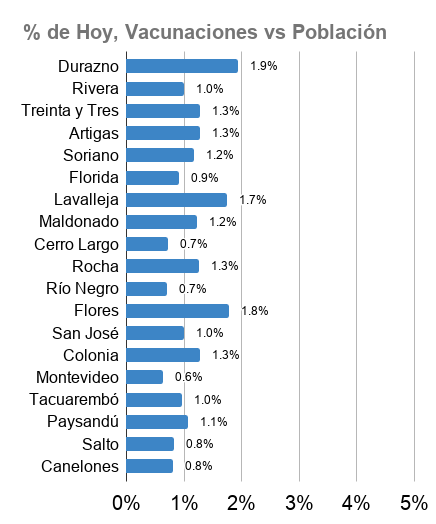 % de Hoy, Vacunaciones vs Población
Durazno 1.9%
Rivera 1.0%
Treinta y Tres 1.3%
Artigas 1.3%
Soriano 1.2%
Florida 0.9%
Lavalleja 1.7%
Maldonado 1.2%
Cerro Largo 0.7%
Rocha 1.3%
Río Negro 0.7%
Flores 1.8%
San José 1.0%
Colonia 1.3%
Montevideo 0.6%
Tacuarembó 1.0%
Paysandú 1.1%
Salto 0.8%
Canelones 0.8%
0% 1% 2% 3% 4% 5%